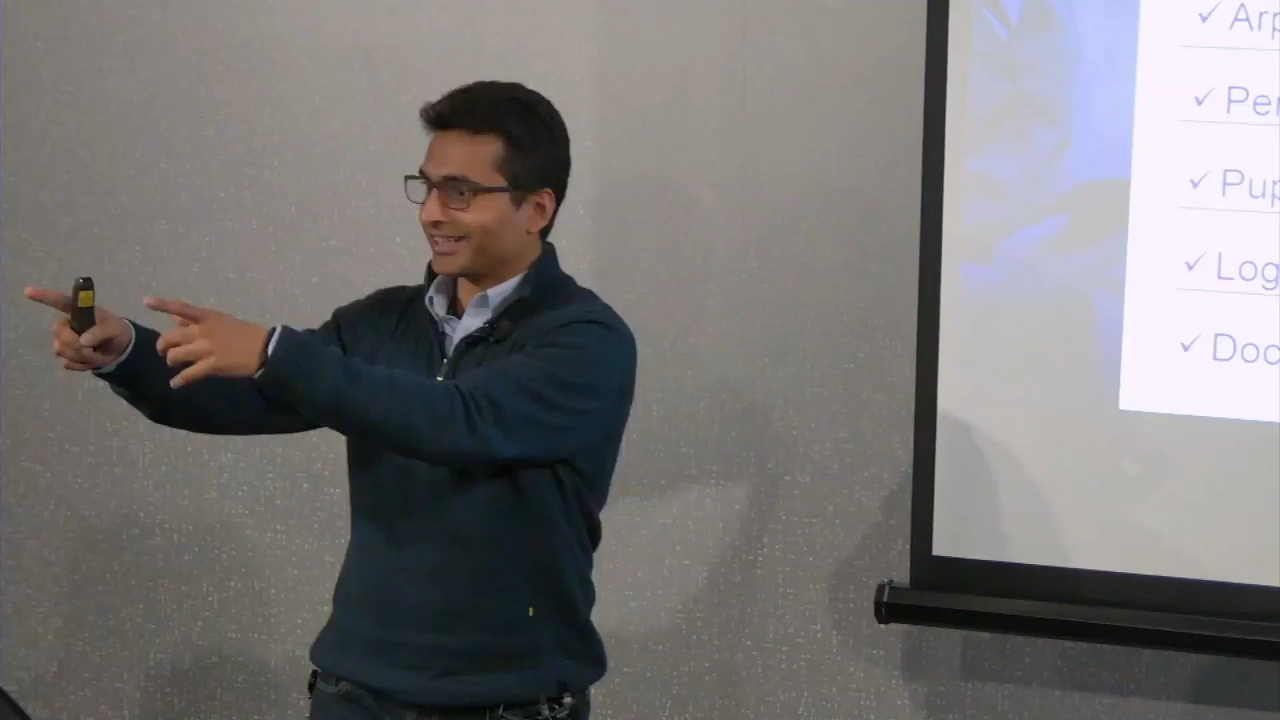 ✓ Arp
✓ Per
✓ Pup
✓ Log
✓ Doc